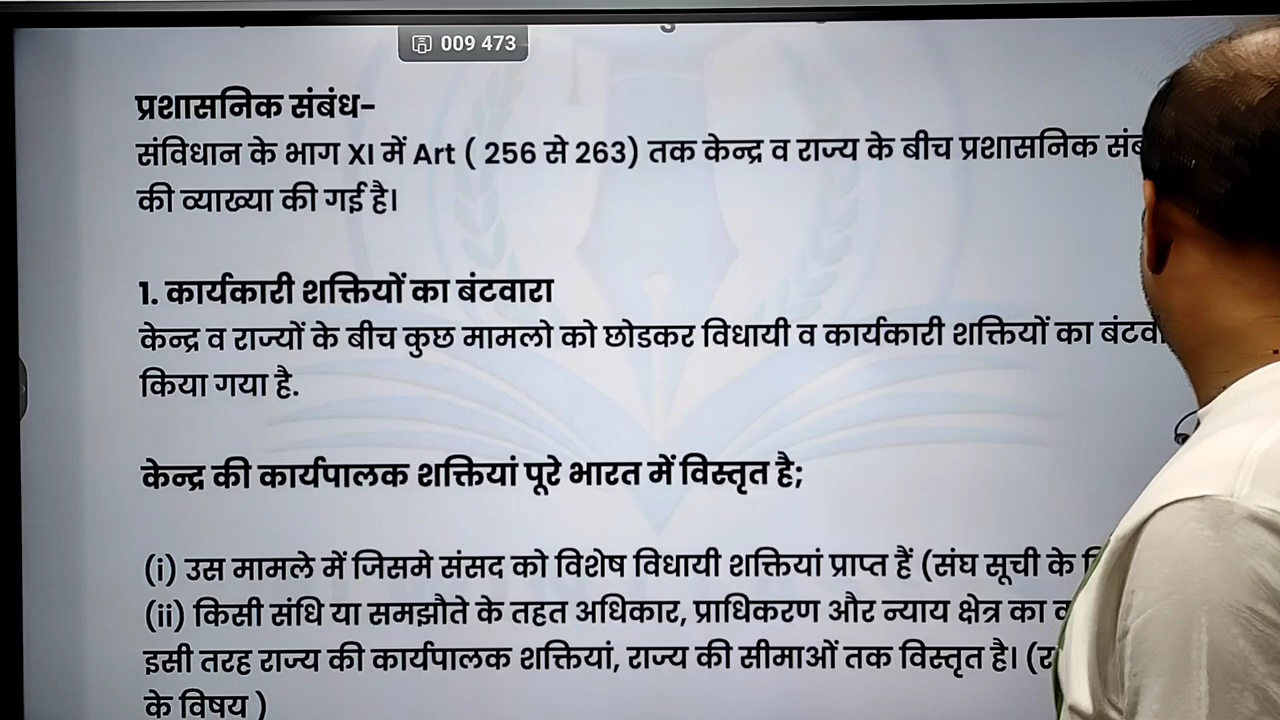 009 473
प्रशासनिक संबंध-
संविधान के भाग XI में Art ( 256 से 263) तक केन्द्र व राज्य के बीच प्रशासनिक
की व्याख्या की गई है।
1. कार्यकारी शक्तियों का बंटवारा
केन्द्र व राज्यों के बीच कुछ मामलो को छोडकर विधायी व कार्यकारी शक्तियों का
किया गया है.
केन्द्र की कार्यपालक शक्तियां पूरे भारत में विस्तृत है;
(i) उस मामले में जिसमे संसद को विशेष विधायी शक्तियां प्राप्त हैं (संघ सूची के
(ii) किसी संधि या समझौते के तहत अधिकार, प्राधिकरण और न्याय क्षेत्र का
इसी तरह राज्य की कार्यपालक शक्तियां, राज्य की सीमाओं तक विस्तृत है।
के विषय )